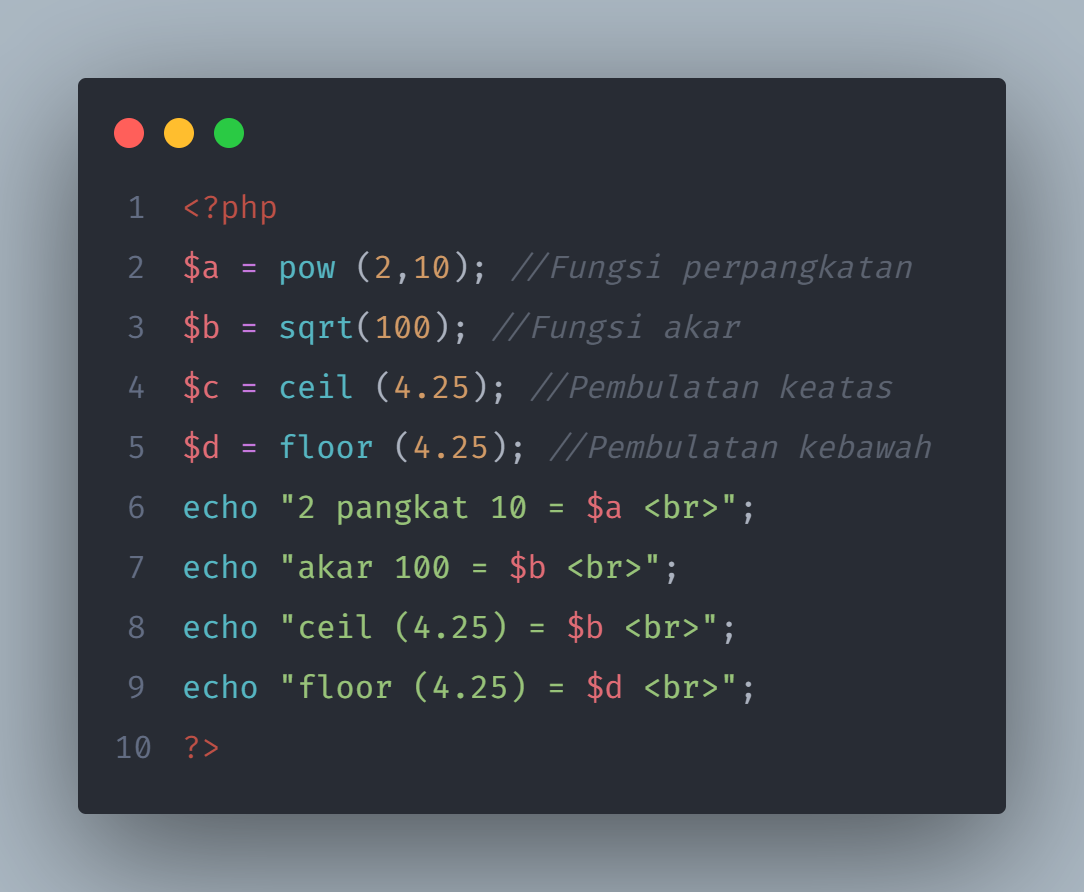 1 <?php
2 $a = pow (2,10); //Fungsi perpangkatan
3 $b = sqrt(100); //Fungsi akar
4 $c = ceil (4.25); //Pembulatan keatas
5 $d = floor (4.25); //Pembulatan kebawah
6 echo "2 pangkat 10 = $a <br>";
7 echo "akar 100 = $b <br>";
8 echo "ceil (4.25) = $b <br>";
9 echo "floor (4.25) = $d <br>";
10 ?>